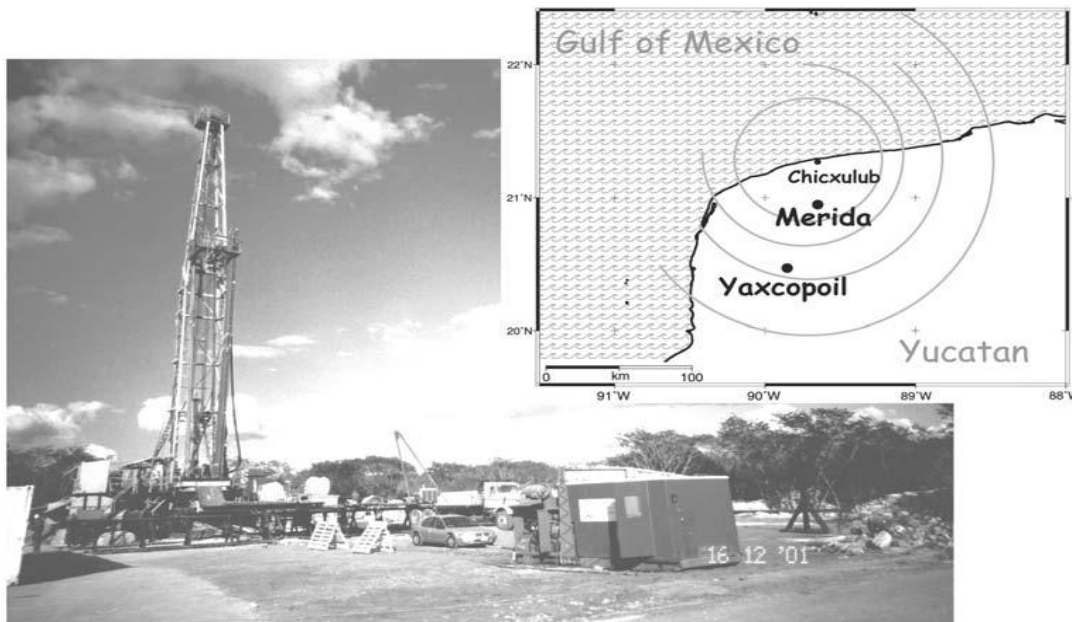 Gulf of Mexico
22°N
Chicxulub
21°N
Merida
Yaxcopoil
20°N
Yucatan
0 km 100
91°W 90°W 89°W 88°W
16 12 '01